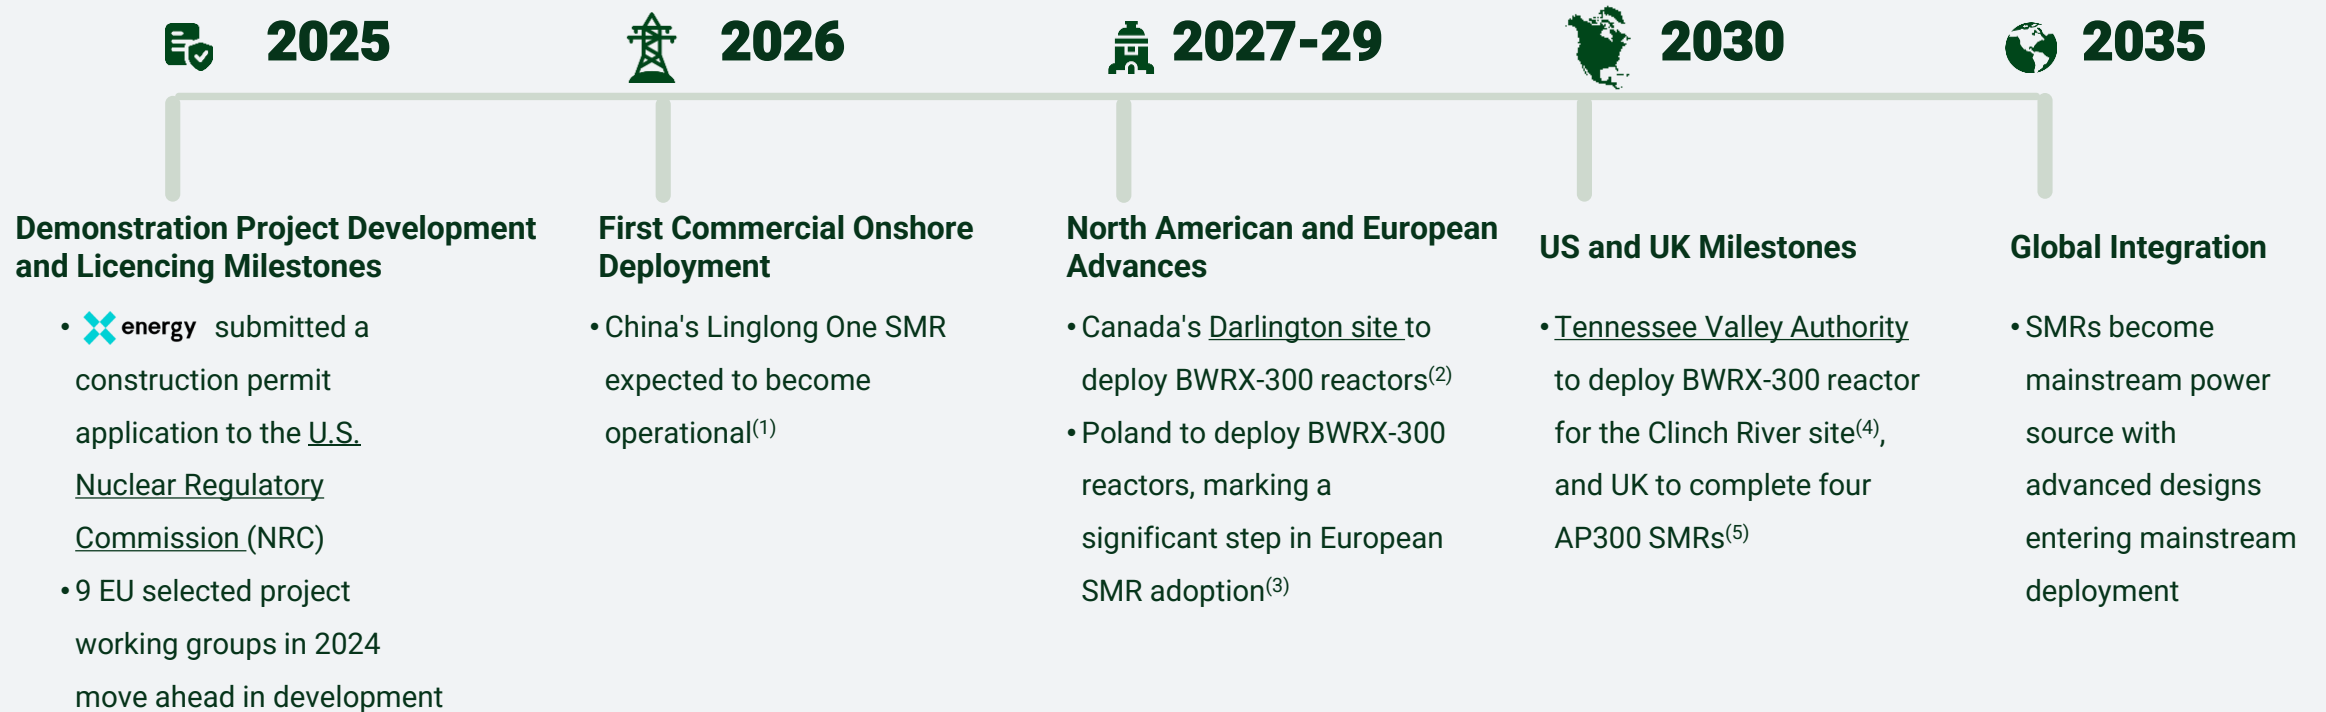 2025
2026
2027-29
2030
2035
Demonstration Project Development
and Licencing Milestones
• X energy submitted a
construction permit
application to the U.S.
Nuclear Regulatory
Commission (NRC)
• 9 EU selected project
working groups in 2024
move ahead in development
First Commercial Onshore
Deployment
• China's Linglong One SMR
expected to become
operational(1)
North American and European
Advances
• Canada's Darlington site to
deploy BWRX-300 reactors(2)
• Poland to deploy BWRX-300
reactors, marking a
significant step in European
SMR adoption(3)
US and UK Milestones
• Tennessee Valley Authority
to deploy BWRX-300 reactor
for the Clinch River site(4),
and UK to complete four
AP300 SMRs(5)
Global Integration
• SMRs become
mainstream power
source with
advanced designs
entering mainstream
deployment